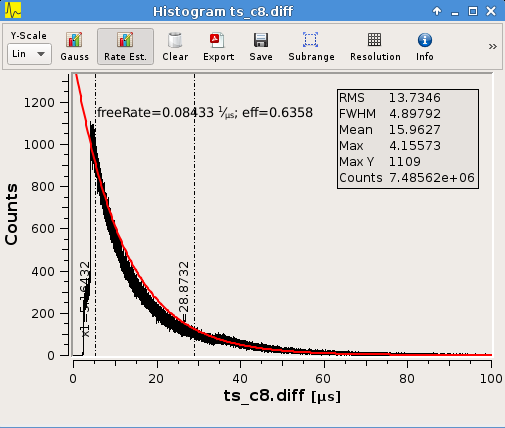 Histogram ts_c8.diff
Y-Scale
Lin
Gauss
Rate Est.
Clear
Export
Save
Subrange
Resolution
Info
»
freeRate=0.08433 ¹/µs; eff=0.6358
RMS 13.7346
FWHM 4.89792
Mean 15.9627
Max 4.15573
Max Y 1109
Counts 7.48562e+06
1200
1000
800
600
400
200
0
Counts
x1=5.16432
=28.8732
0 20 40 60 80 100
ts_c8.diff [µs]